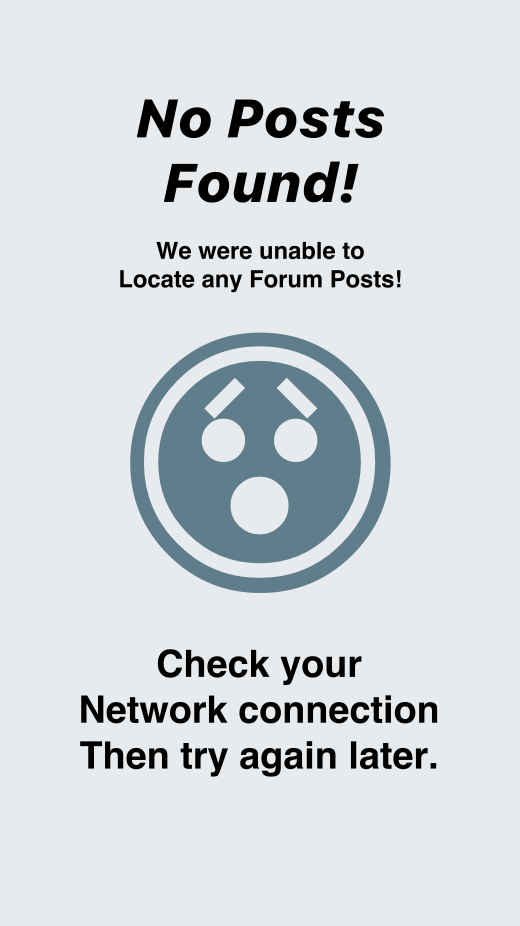 No Posts
Found!
We were unable to
Locate any Forum Posts!
Check your
Network connection
Then try again later.